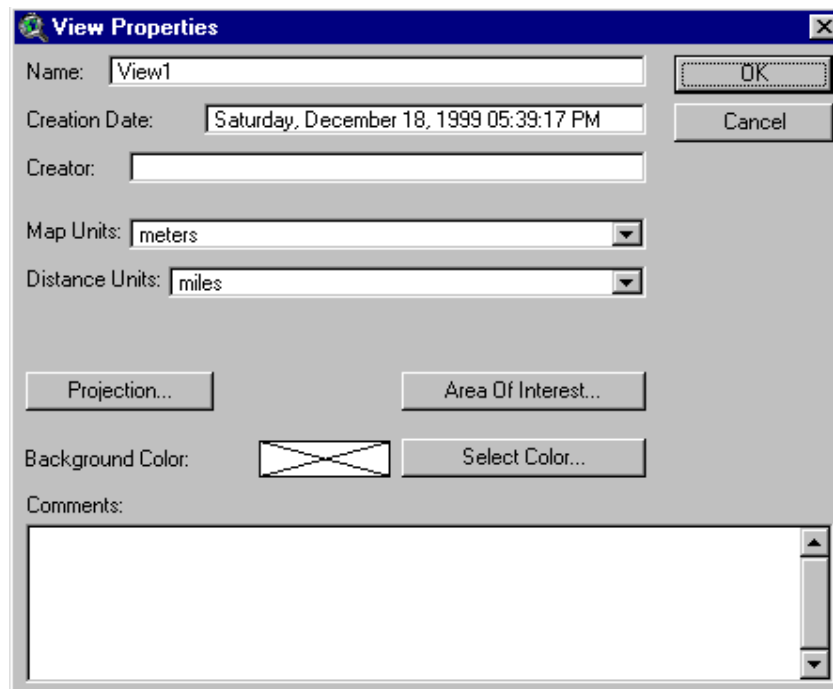 View Properties
Name: View1
OK
Creation Date: Saturday, December 18, 1999 05:39:17 PM
Cancel
Creator:
Map Units: meters
Distance Units: miles
Projection...
Area Of Interest...
Background Color:
Select Color...
Comments: